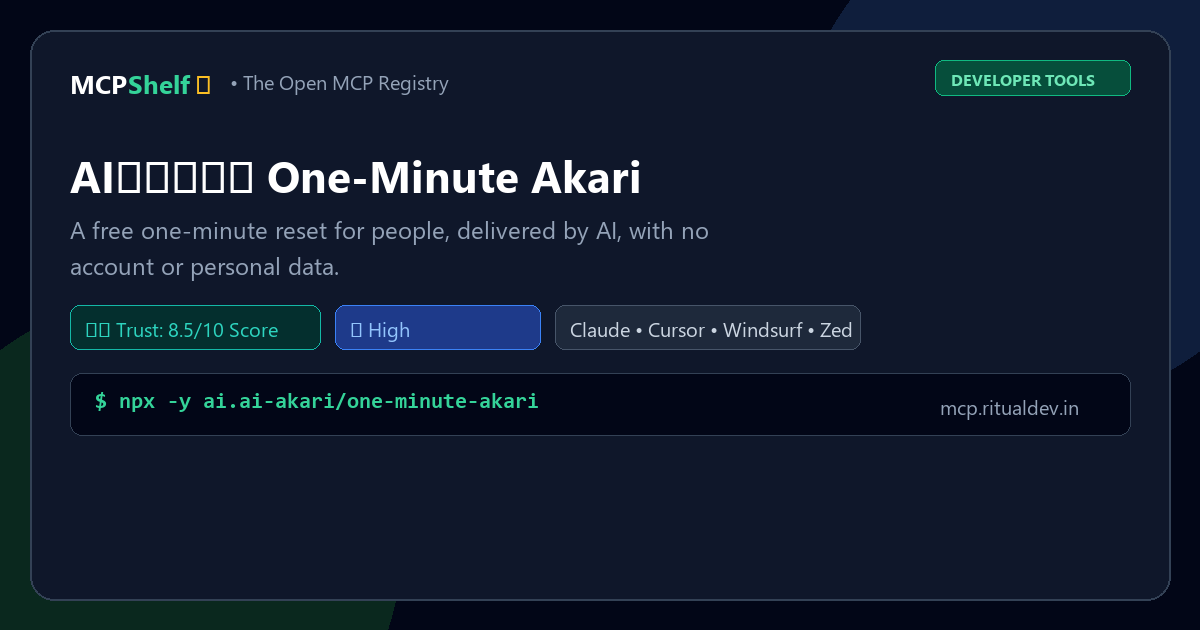 MCPShelf • The Open MCP Registry
DEVELOPER TOOLS
AI One-Minute Akari
A free one-minute reset for people, delivered by AI, with no
account or personal data.
Trust: 8.5/10 Score
High
Claude • Cursor • Windsurf • Zed
$ npx -y ai.ai-akari/one-minute-akari
mcp.ritualdev.in